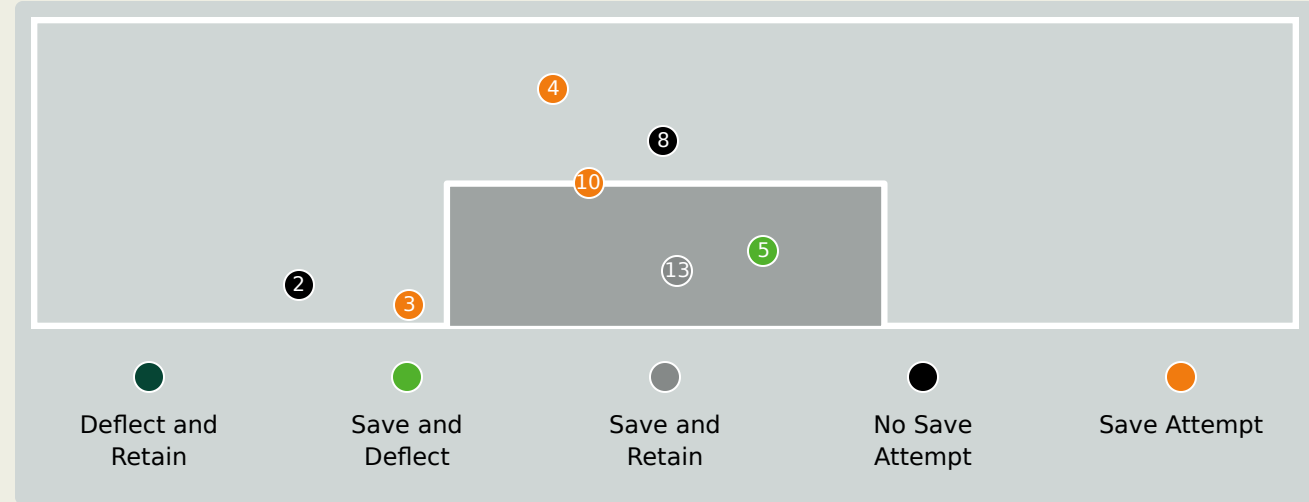 4
8
10
5
13
2
3
Deflect and
Retain
Save and
Deflect
Save and
Retain
No Save
Attempt
Save Attempt